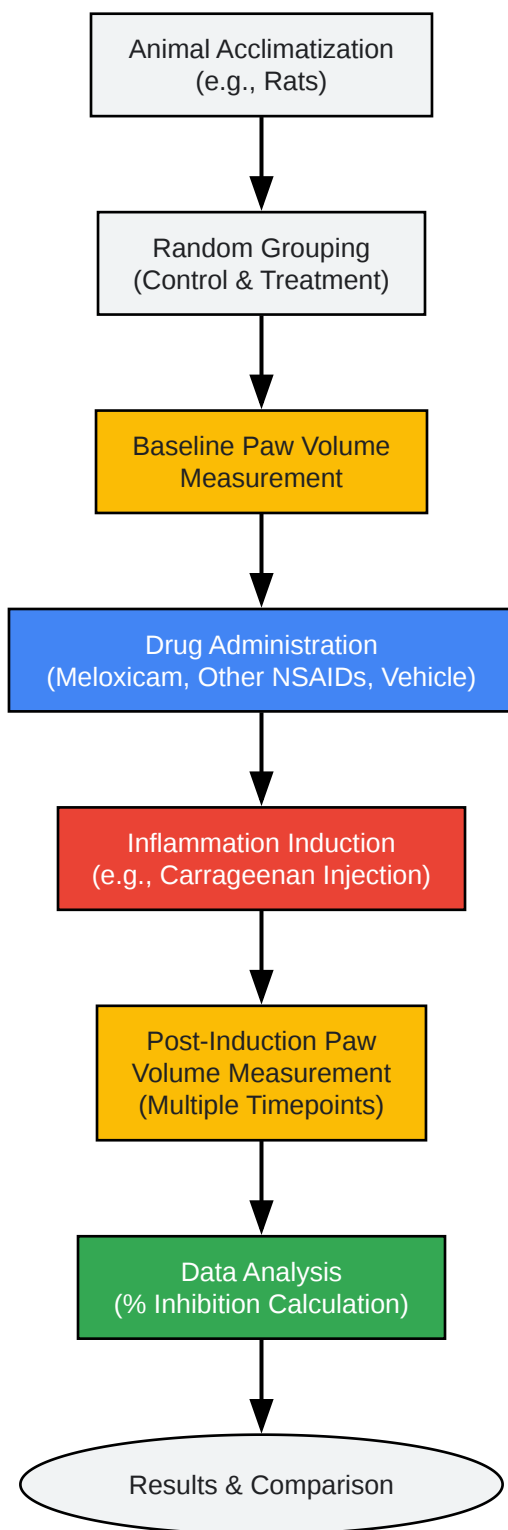 Animal Acclimatization
(e.g., Rats)
Random Grouping
(Control & Treatment)
Baseline Paw Volume
Measurement
Drug Administration
(Meloxicam, Other NSAIDs, Vehicle)
Inflammation Induction
(e.g., Carrageenan Injection)
Post-Induction Paw
Volume Measurement
(Multiple Timepoints)
Data Analysis
(% Inhibition Calculation)
Results & Comparison